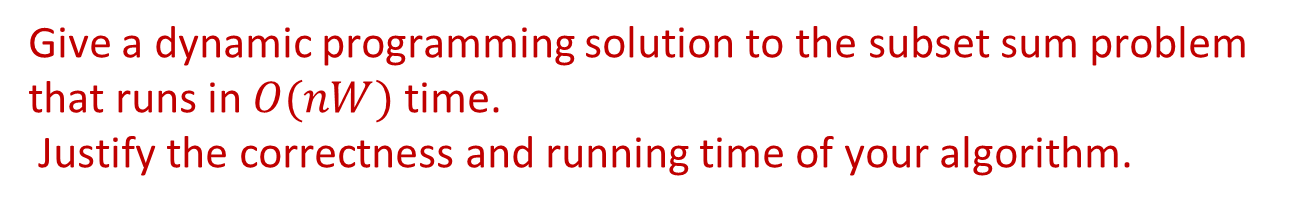 Give a dynamic programming solution to the subset sum problem
that runs in 𝑂(𝑛𝑊) time.
Justify the correctness and running time of your algorithm.